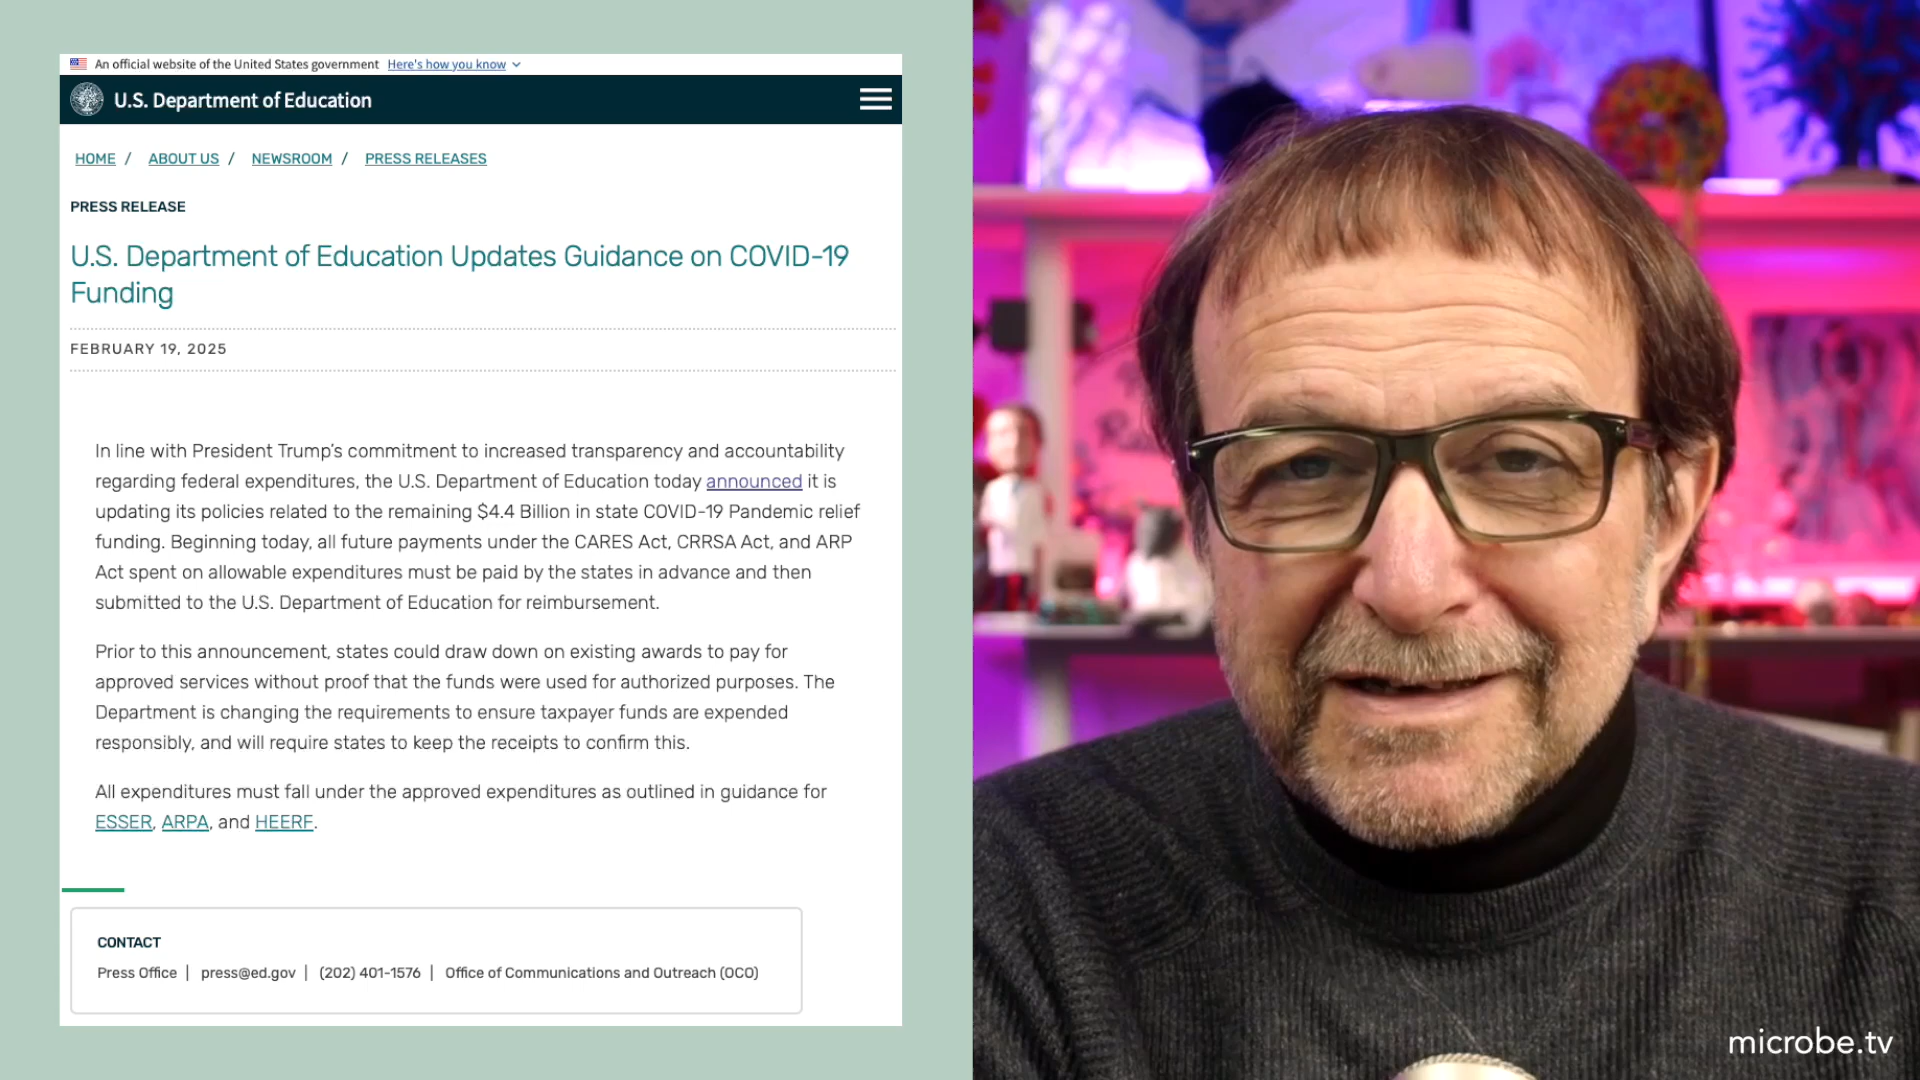 An official website of the United States government Here's how you know
U.S. Department of Education
HOME / ABOUT US / NEWSROOM / PRESS RELEASES
PRESS RELEASE
U.S. Department of Education Updates Guidance on COVID-19
Funding
FEBRUARY 19, 2025
In line with President Trump's commitment to increased transparency and accountability
regarding federal expenditures, the U.S. Department of Education today announced it is
updating its policies related to the remaining $4.4 Billion in state COVID-19 Pandemic relief
funding. Beginning today, all future payments under the CARES Act, CRRSA Act, and ARP
Act spent on allowable expenditures must be paid by the states in advance and then
submitted to the U.S. Department of Education for reimbursement.
Prior to this announcement, states could draw down on existing awards to pay for
approved services without proof that the funds were used for authorized purposes. The
Department is changing the requirements to ensure taxpayer funds are expended
responsibly, and will require states to keep the receipts to confirm this.
All expenditures must fall under the approved expenditures as outlined in guidance for
ESSER, ARPA, and HEERF.
CONTACT
Press Office | press@ed.gov | (202) 401-1576 | Office of Communications and Outreach (OCO)
microbe.tv